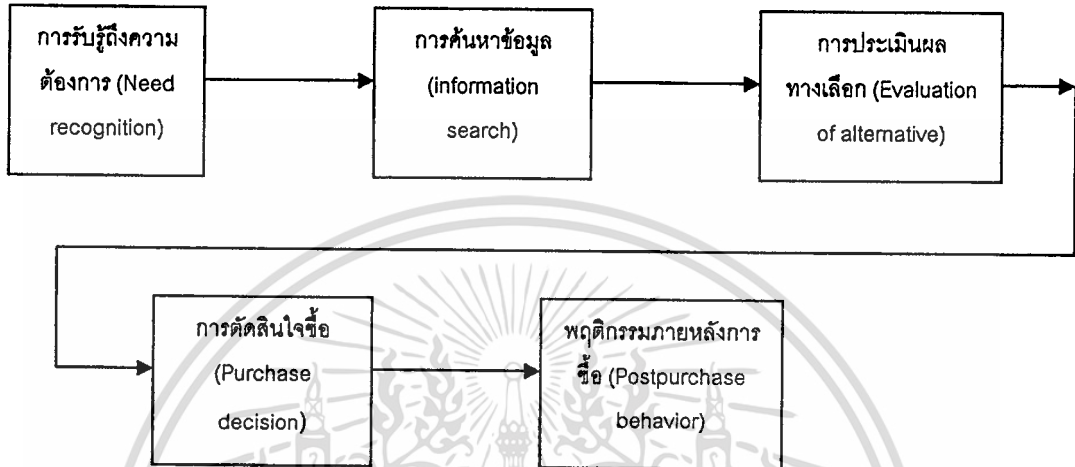 การรับรู้ถึงความ
ต้องการ (Need
recognition)
การค้นหาข้อมูล
(information
search)
การประเมินผล
ทางเลือก (Evaluation
of alternative)
การตัดสินใจซื้อ
(Purchase
decision)
พฤติกรรมภายหลังการ
ซื้อ (Postpurchase
behavior)